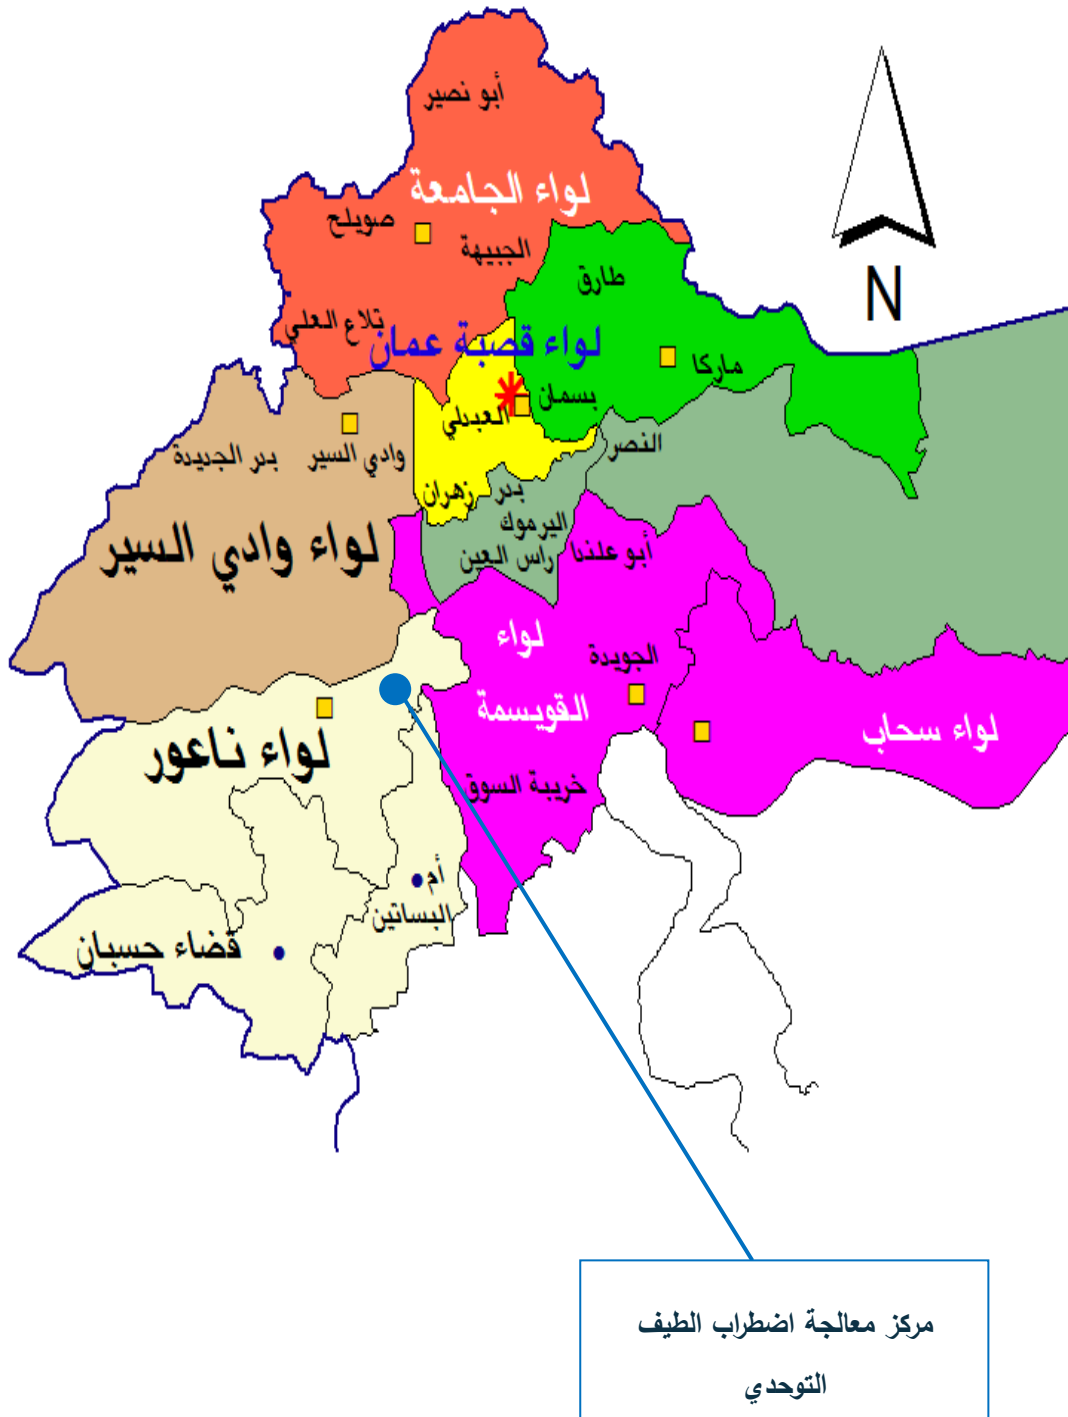 أبو نصير
لواء الجامعة
صويلح
الجبيهة
طارق
تلاع العلي
لواء قصبة عمان
ماركا
بسمان
العبدلي
النصر
وادي السير
بدر الجديدة
زهران
بدر
اليرموك
راس العين
أبو علندا
لواء وادي السير
لواء
القويسمة
الجويدة
لواء سحاب
لواء ناعور
خريبة السوق
أم
البساتين
قضاء حسبان
N
مركز معالجة اضطراب الطيف
التوحدي